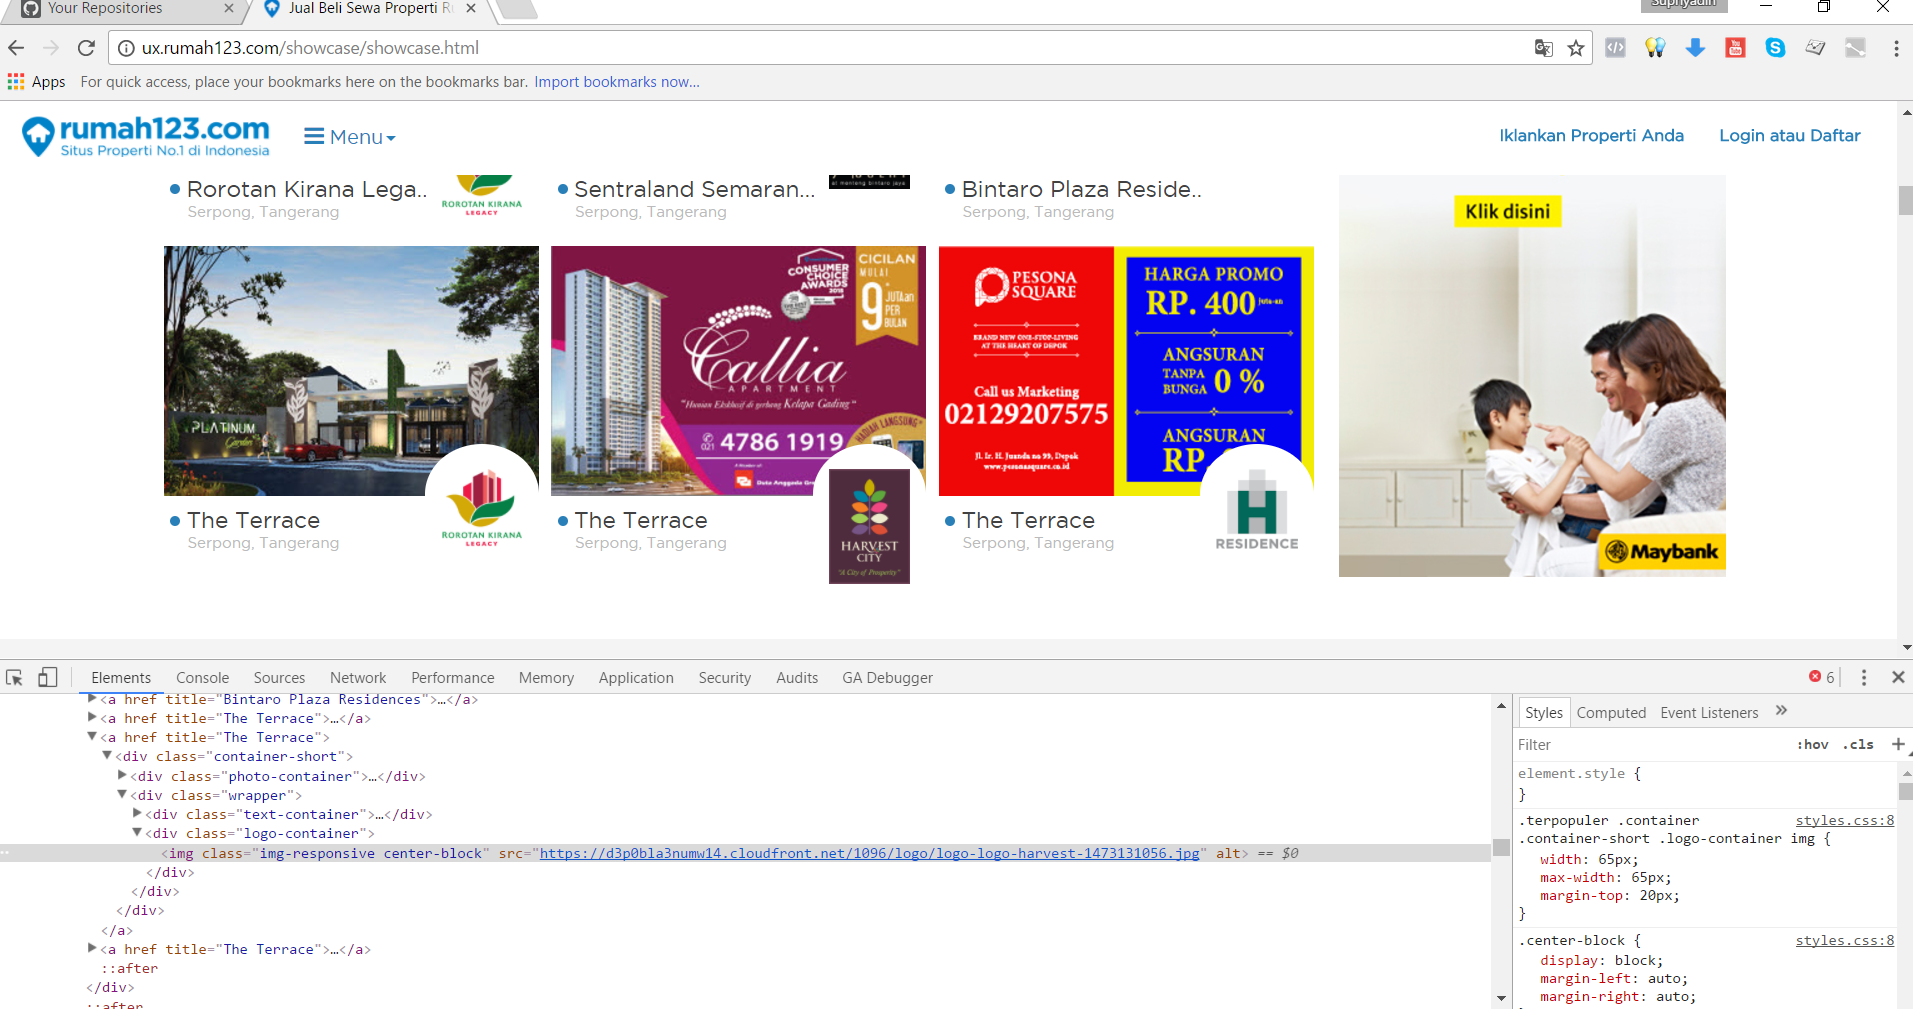 Your Repositories
Jual Beli Sewa Properti Ru
Supriyadin
ux.rumah123.com/showcase/showcase.html
Apps For quick access, place your bookmarks here on the bookmarks bar. Import bookmarks now...
rumah123.com
Situs Properti No.1 di Indonesia
Menu
Iklankan Properti Anda
Login atau Daftar
Rorotan Kirana Lega..
Serpong, Tangerang
ROROTAN KIRANA
LEGACY
Sentraland Semaran...
Serpong, Tangerang
at menteng bintaro jaya
Bintaro Plaza Reside..
Serpong, Tangerang
Klik disini
Maybank
PLATINUM
Garden
The Terrace
Serpong, Tangerang
ROROTAN KIRANA
LEGACY
CONSUMER
CHOICE
AWARDS
CICILAN
MULAI
9
JUTAan
PER
BULAN
Callia
APARTMENT
"Hunian Eksklusif di gerbang Kelapa Gading"
021 4786 1919
HADIAH LANGSUNG
The Terrace
Serpong, Tangerang
HARVEST
CITY
"A City of Prosperity"
PESONA
SQUARE
BRAND NEW ONE-STOP-LIVING
AT THE HEART OF DEPOK
Call us Marketing
02129207575
Jl. Ir. H. Juanda no 99, Depok
www.pesonasquare.co.id
HARGA PROMO
RP. 400 juta-an
ANGSURAN
TANPA
BUNGA 0 %
ANGSURAN
RP.
The Terrace
Serpong, Tangerang
H
RESIDENCE
Elements Console Sources Network Performance Memory Application Security Audits GA Debugger
6
<a href title="Bintaro Plaza Residences">…</a>
<a href title="The Terrace">…</a>
<a href title="The Terrace">
<div class="container-short">
<div class="photo-container">…</div>
<div class="wrapper">
<div class="text-container">…</div>
<div class="logo-container">
<img class="img-responsive center-block" src="https://d3p0bla3numw14.cloudfront.net/1096/logo/logo-logo-harvest-1473131056.jpg" alt> == $0
</div>
</div>
</div>
</a>
<a href title="The Terrace">…</a>
::after
</div>
::after
Styles Computed Event Listeners
Filter :hov .cls
element.style {
}
.terpopuler .container styles.css:8
.container-short .logo-container img {
width: 65px;
max-width: 65px;
margin-top: 20px;
}
.center-block { styles.css:8
display: block;
margin-left: auto;
margin-right: auto;